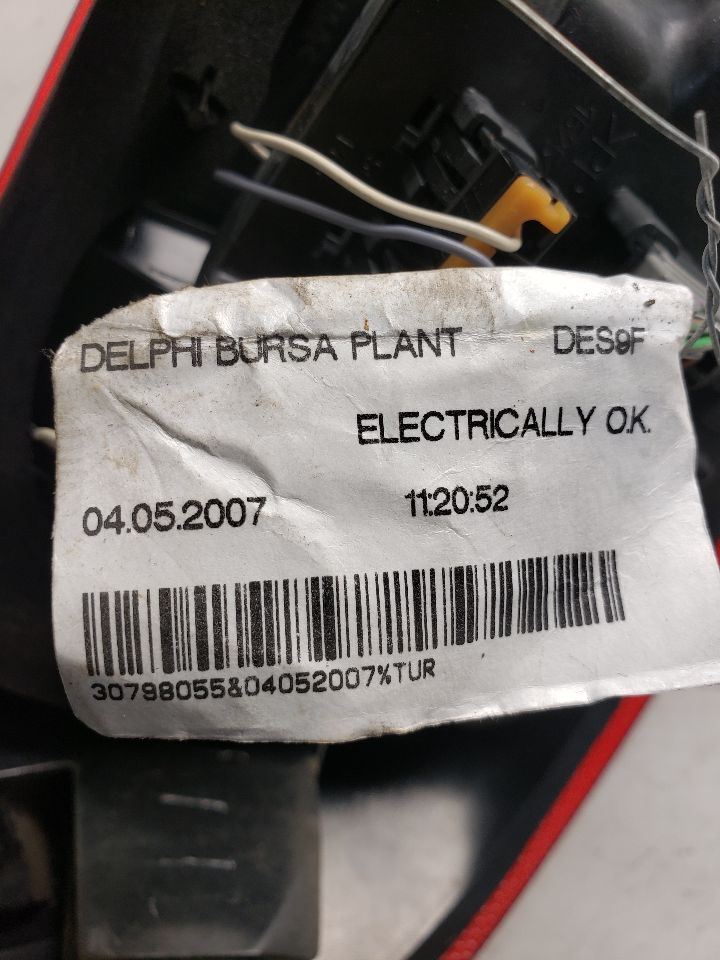 DELPHI BURSA PLANT DES9F
ELECTRICALLY O.K.
04.05.2007 11:20:52
30798055&04052007%TUR